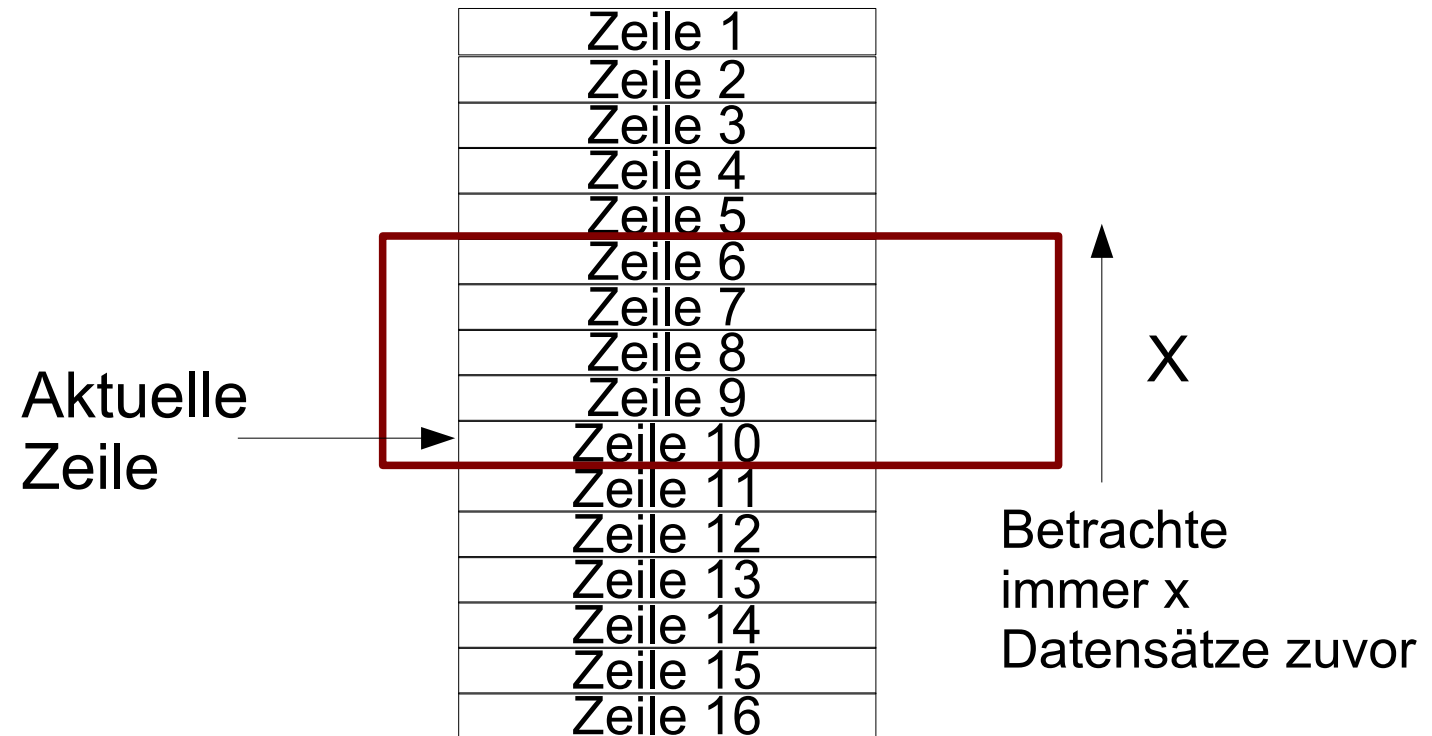 Zeile 1
Zeile 2
Zeile 3
Zeile 4
Zeile 5
Zeile 6
Zeile 7
Zeile 8
Zeile 9
Zeile 10
Zeile 11
Zeile 12
Zeile 13
Zeile 14
Zeile 15
Zeile 16
Aktuelle
Zeile
X
Betrachte
immer x
Datensätze zuvor